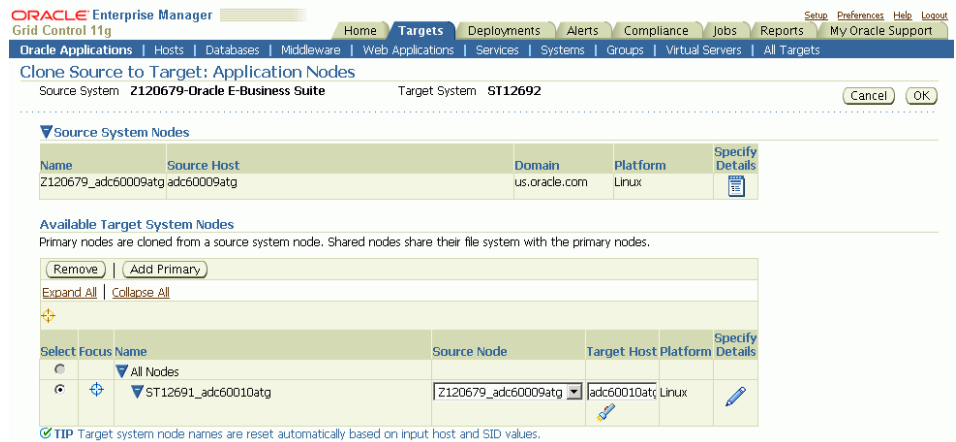 ORACLE Enterprise Manager
Grid Control 11g
Setup Preferences Help Logout
Home Targets Deployments Alerts Compliance Jobs Reports My Oracle Support
Oracle Applications | Hosts | Databases | Middleware | Web Applications | Services | Systems | Groups | Virtual Servers | All Targets
Clone Source to Target: Application Nodes
Source System Z120679-Oracle E-Business Suite Target System ST12692 Cancel OK
Source System Nodes
Name Source Host Domain Platform Specify Details
Z120679_adc60009atg adc60009atg us.oracle.com Linux
Available Target System Nodes
Primary nodes are cloned from a source system node. Shared nodes share their file system with the primary nodes.
Remove | Add Primary
Expand All | Collapse All
Select Focus Name Source Node Target Host Platform Specify Details
All Nodes
ST12691_adc60010atg Z120679_adc60009atg adc60010atg Linux
TIP Target system node names are reset automatically based on input host and SID values.